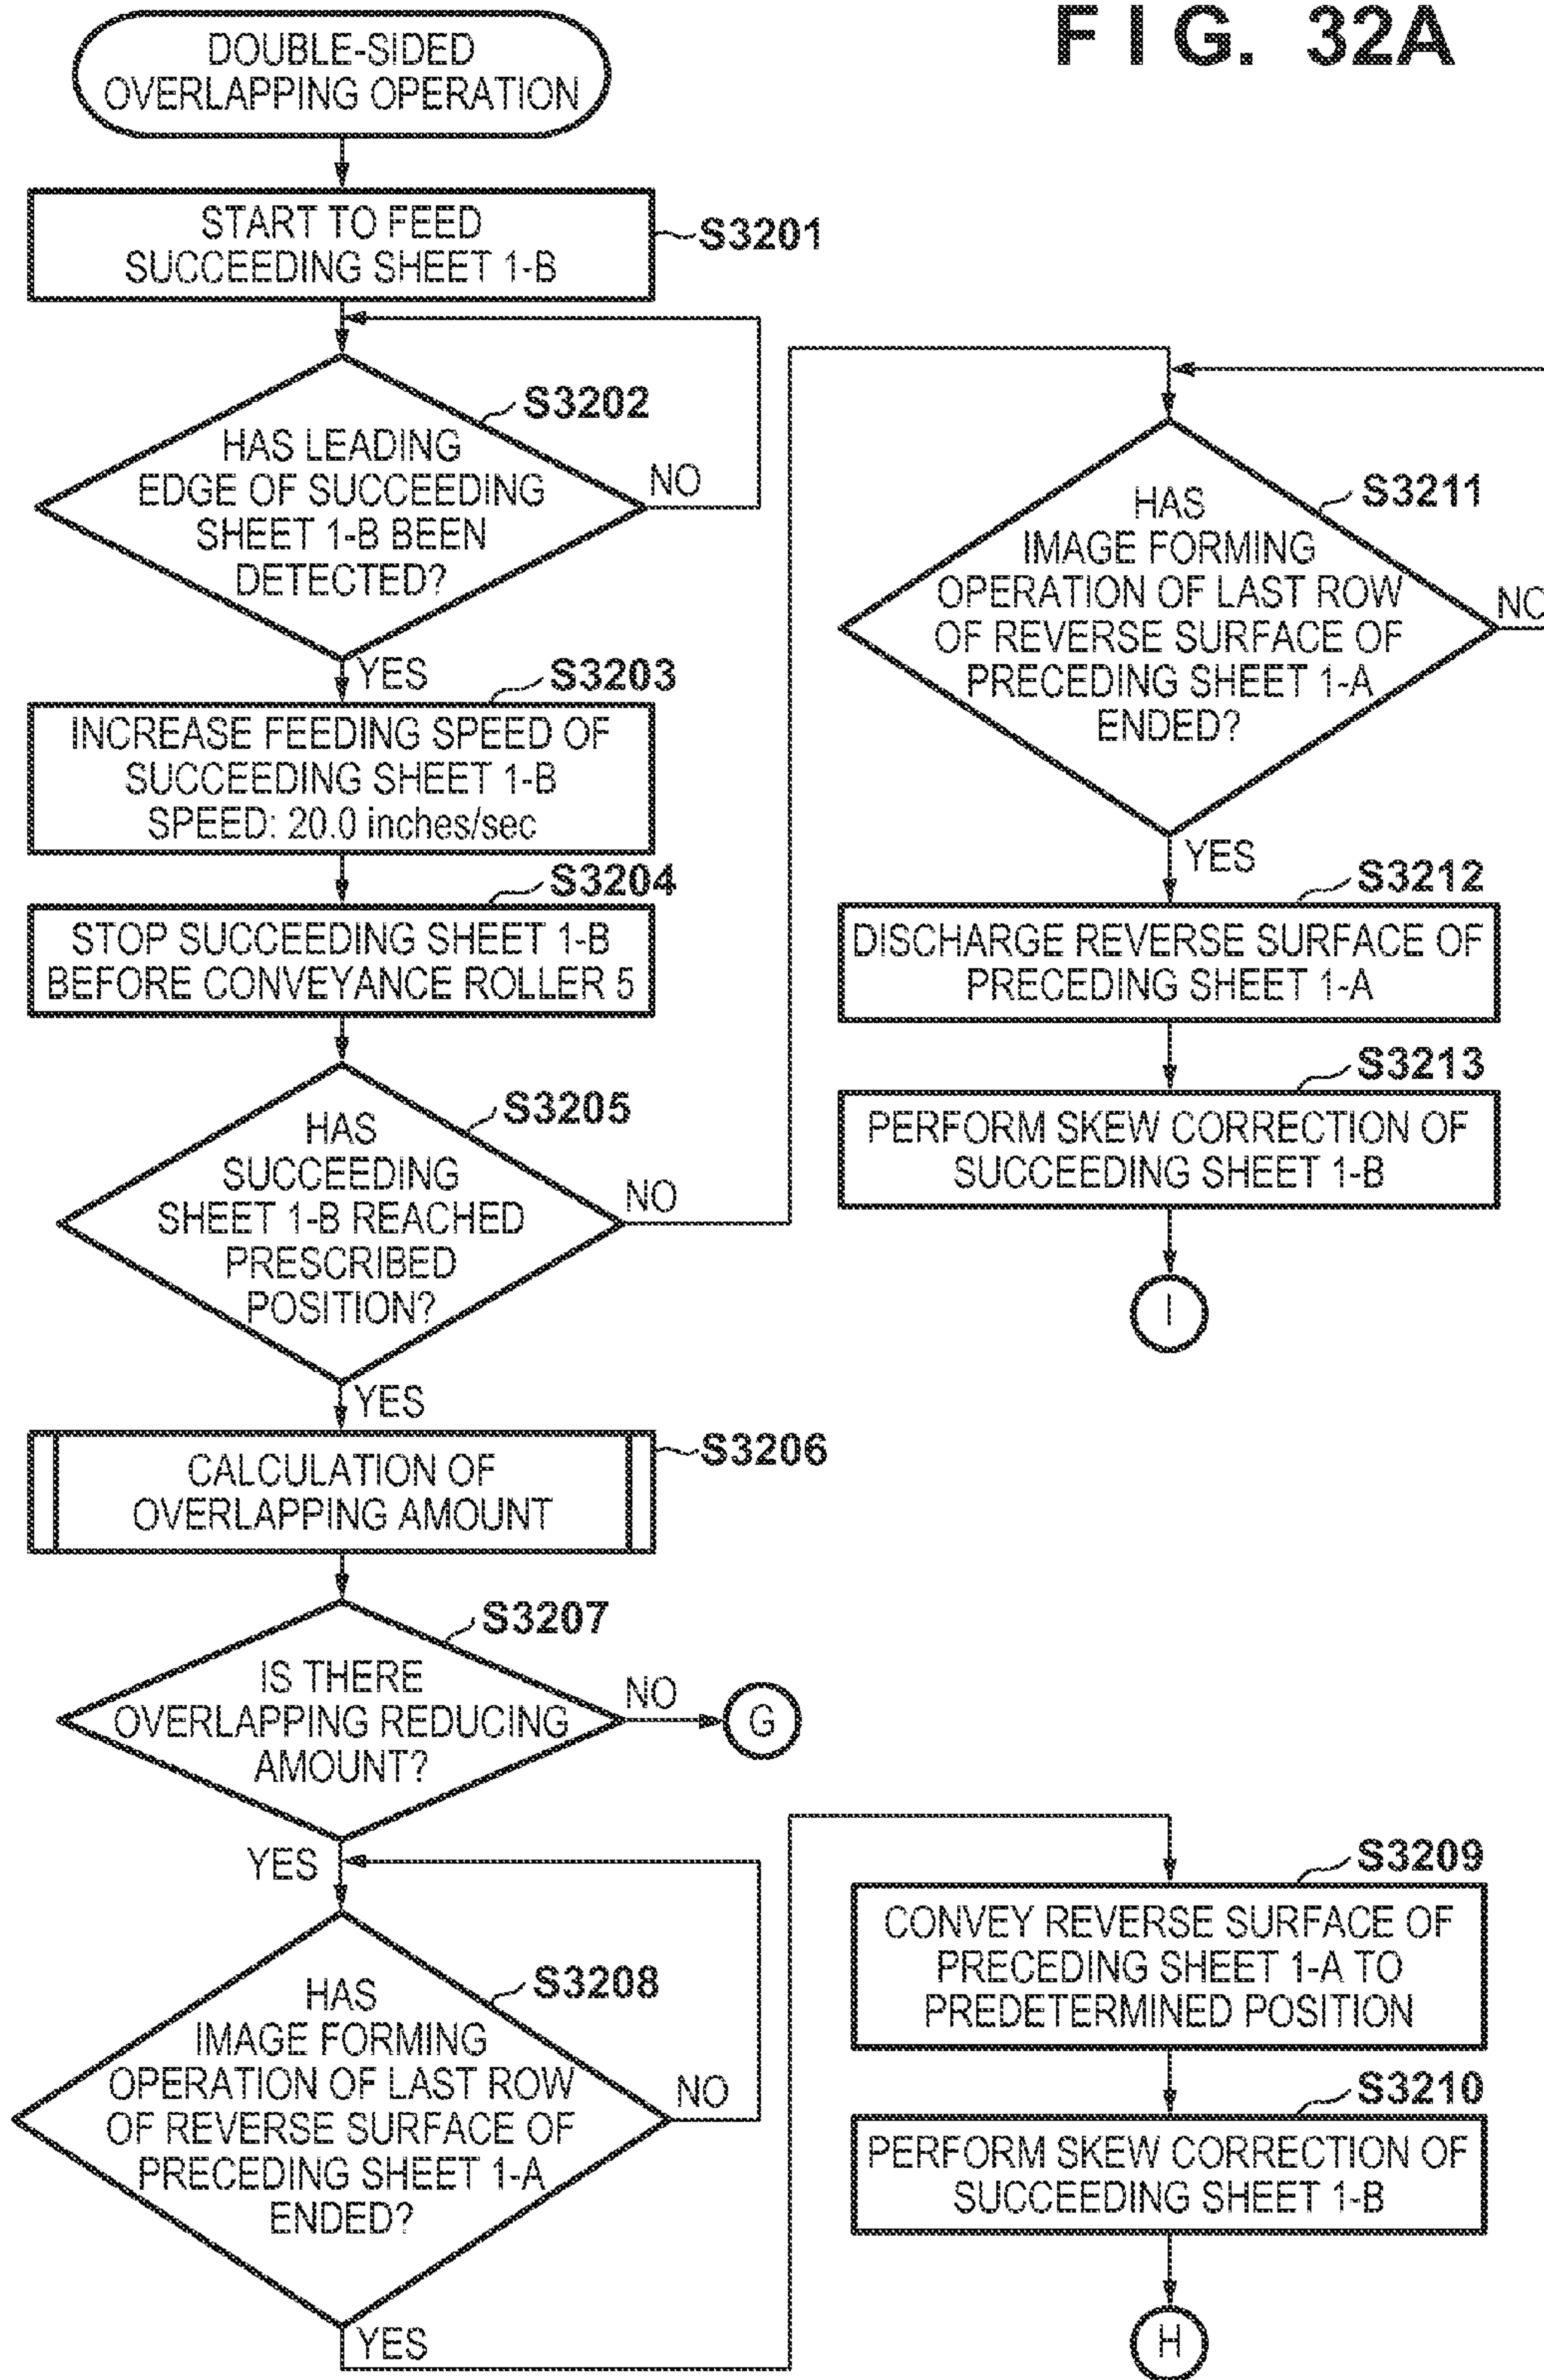 FIG. 32A
DOUBLE-SIDED
OVERLAPPING OPERATION
START TO FEED
SUCCEEDING SHEET 1-B
S3201
S3202
HAS LEADING
EDGE OF SUCCEEDING
SHEET 1-B BEEN
DETECTED?
NO
YES
S3203
INCREASE FEEDING SPEED OF
SUCCEEDING SHEET 1-B
SPEED: 20.0 inches/sec
S3204
STOP SUCCEEDING SHEET 1-B
BEFORE CONVEYANCE ROLLER 5
S3205
HAS
SUCCEEDING
SHEET 1-B REACHED
PRESCRIBED
POSITION?
NO
YES
S3206
CALCULATION OF
OVERLAPPING AMOUNT
S3207
IS THERE
OVERLAPPING REDUCING
AMOUNT?
NO
G
YES
S3208
HAS
IMAGE FORMING
OPERATION OF LAST ROW
OF REVERSE SURFACE OF
PRECEDING SHEET 1-A
ENDED?
NO
YES
S3209
CONVEY REVERSE SURFACE OF
PRECEDING SHEET 1-A TO
PREDETERMINED POSITION
S3210
PERFORM SKEW CORRECTION OF
SUCCEEDING SHEET 1-B
H
S3211
HAS
IMAGE FORMING
OPERATION OF LAST ROW
OF REVERSE SURFACE OF
PRECEDING SHEET 1-A
ENDED?
NO
YES
S3212
DISCHARGE REVERSE SURFACE OF
PRECEDING SHEET 1-A
S3213
PERFORM SKEW CORRECTION OF
SUCCEEDING SHEET 1-B
I